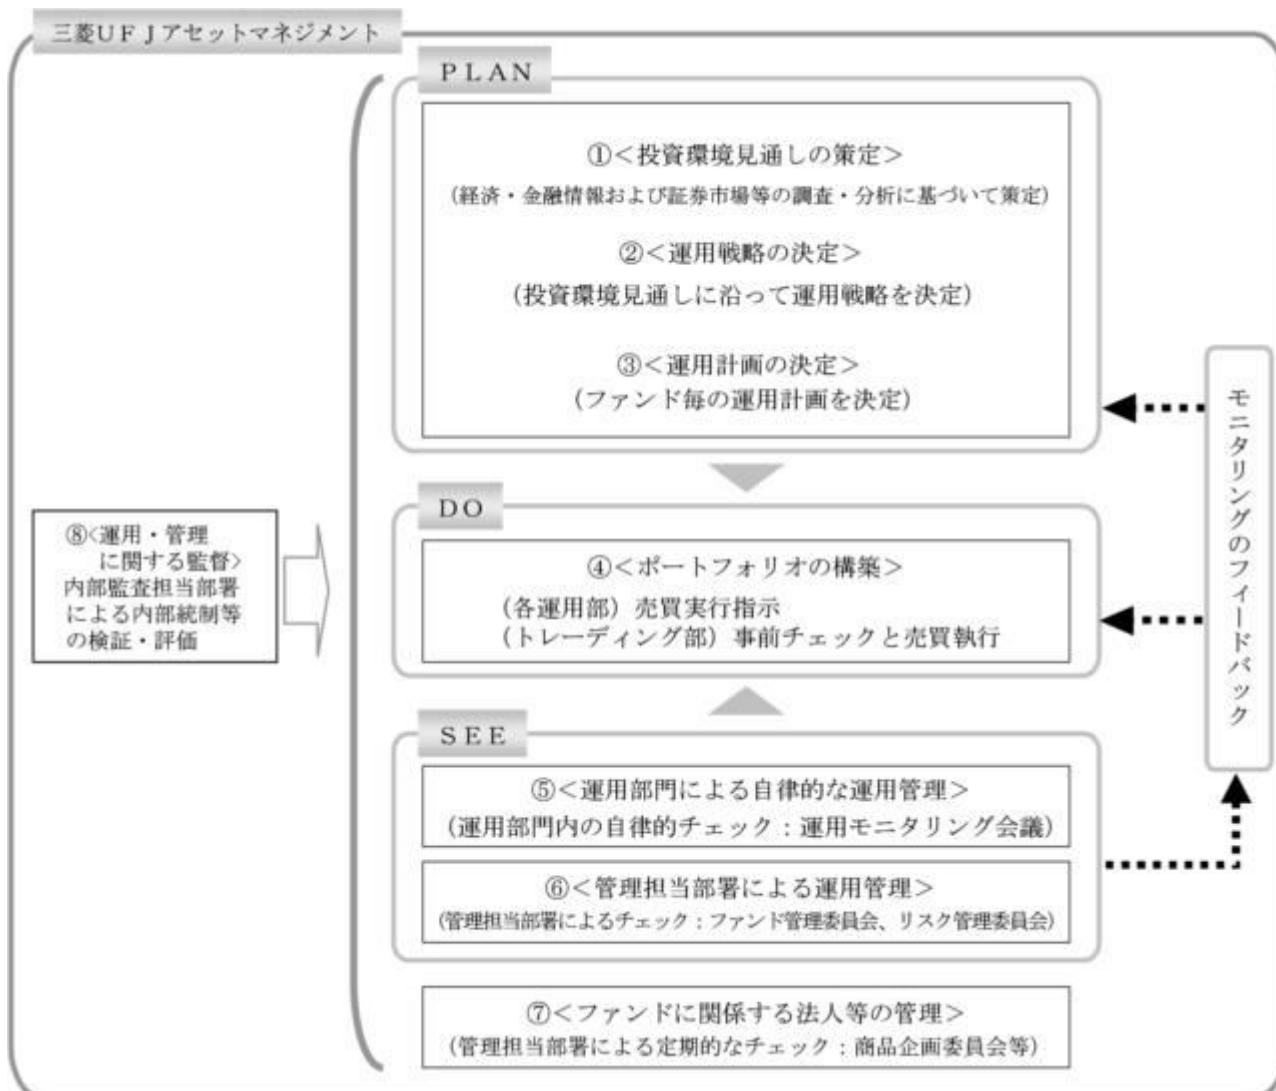 三菱ＵＦＪアセットマネジメント
ＰＬＡＮ
①＜投資環境見通しの策定＞
（経済・金融情報および証券市場等の調査・分析に基づいて策定）
②＜運用戦略の決定＞
（投資環境見通しに沿って運用戦略を決定）
③＜運用計画の決定＞
（ファンド毎の運用計画を決定）
ＤＯ
④＜ポートフォリオの構築＞
（各運用部）売買実行指示
（トレーディング部）事前チェックと売買執行
ＳＥＥ
⑤＜運用部門による自律的な運用管理＞
（運用部門内の自律的チェック：運用モニタリング会議）
⑥＜管理担当部署による運用管理＞
（管理担当部署によるチェック：ファンド管理委員会、リスク管理委員会）
⑦＜ファンドに関係する法人等の管理＞
（管理担当部署による定期的なチェック：商品企画委員会等）
⑧<運用・管理
に関する監督>
内部監査担当部署
による内部統制等
の検証・評価
モニタリングのフィードバック